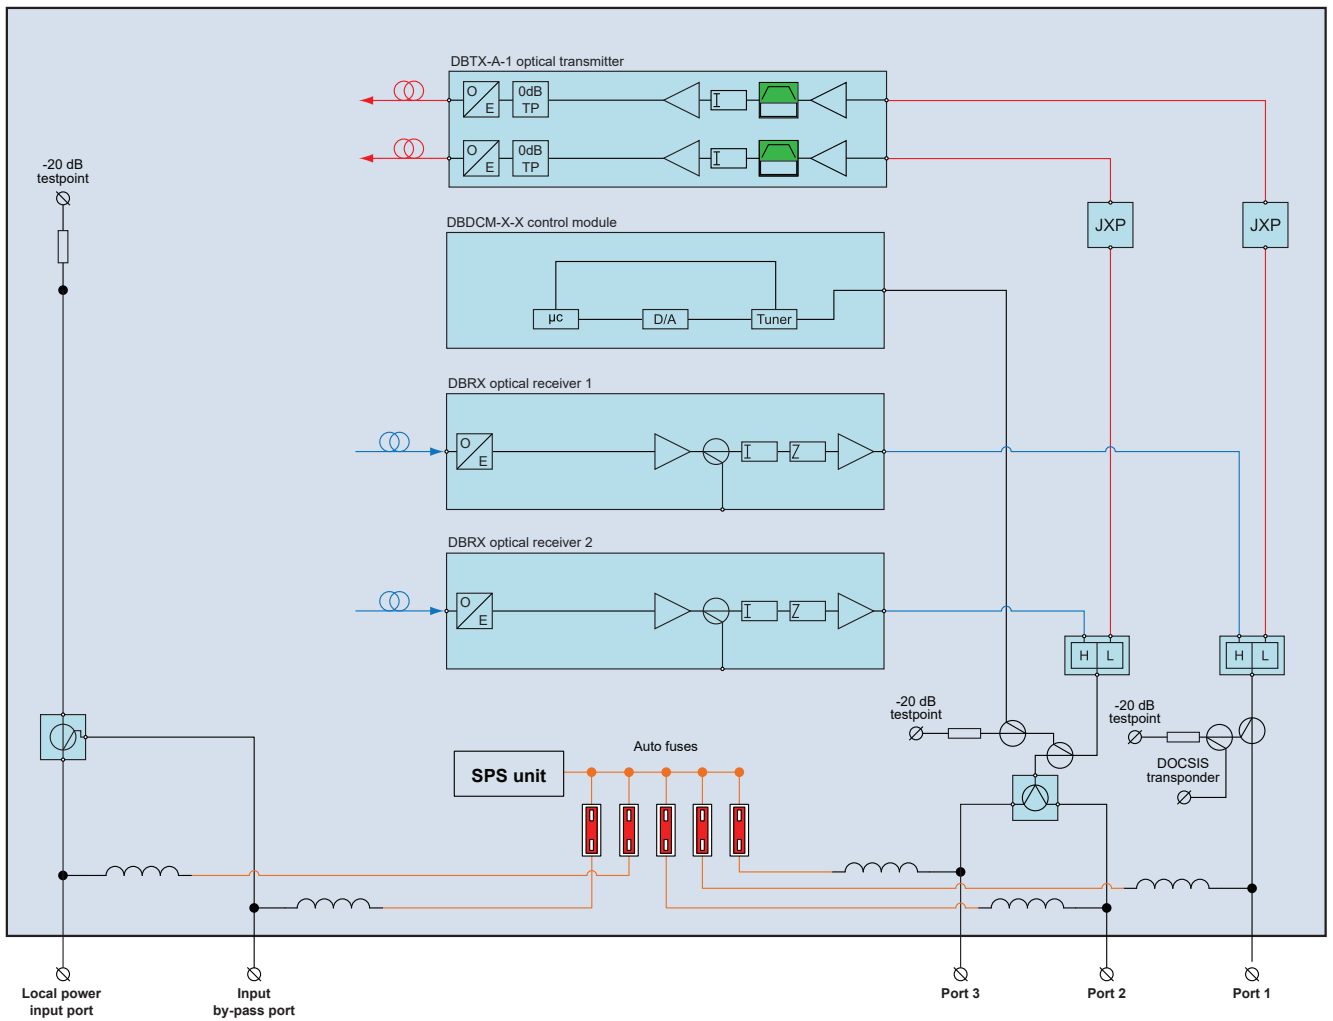 DBTX-A-1 optical transmitter
O
E
0dB
TP
O
E
0dB
TP
-20 dB
testpoint
JXP
JXP
DBDCM-X-X control module
µc
D/A
Tuner
DBRX optical receiver 1
O
E
I
Z
DBRX optical receiver 2
O
E
I
Z
H
L
H
L
-20 dB
testpoint
-20 dB
testpoint
DOCSIS
transponder
SPS unit
Auto fuses
Local power
input port
Input
by-pass port
Port 3
Port 2
Port 1